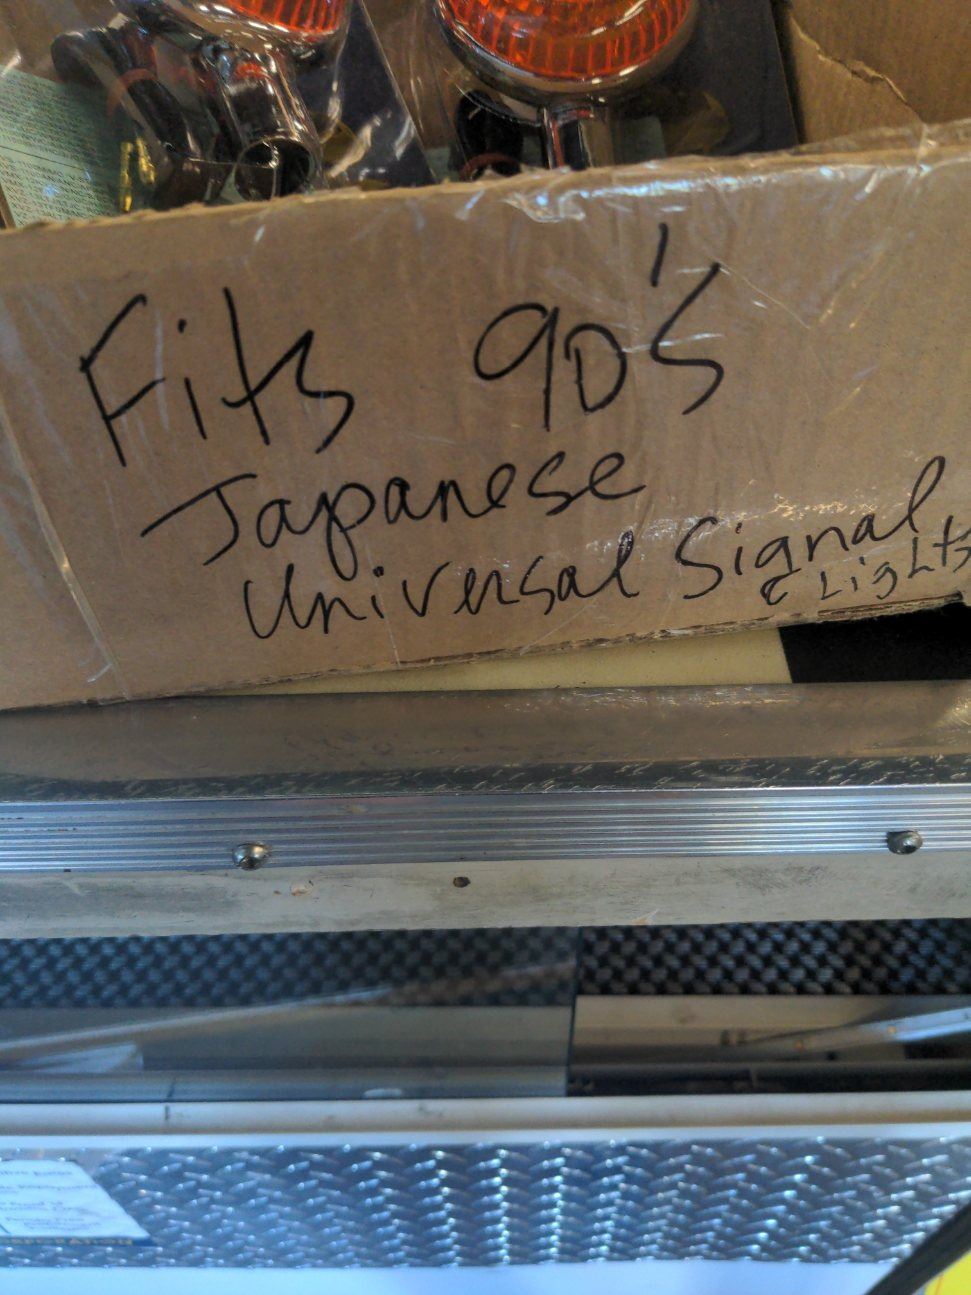 Fits 90's
Japanese
Universal Signal
& Lights